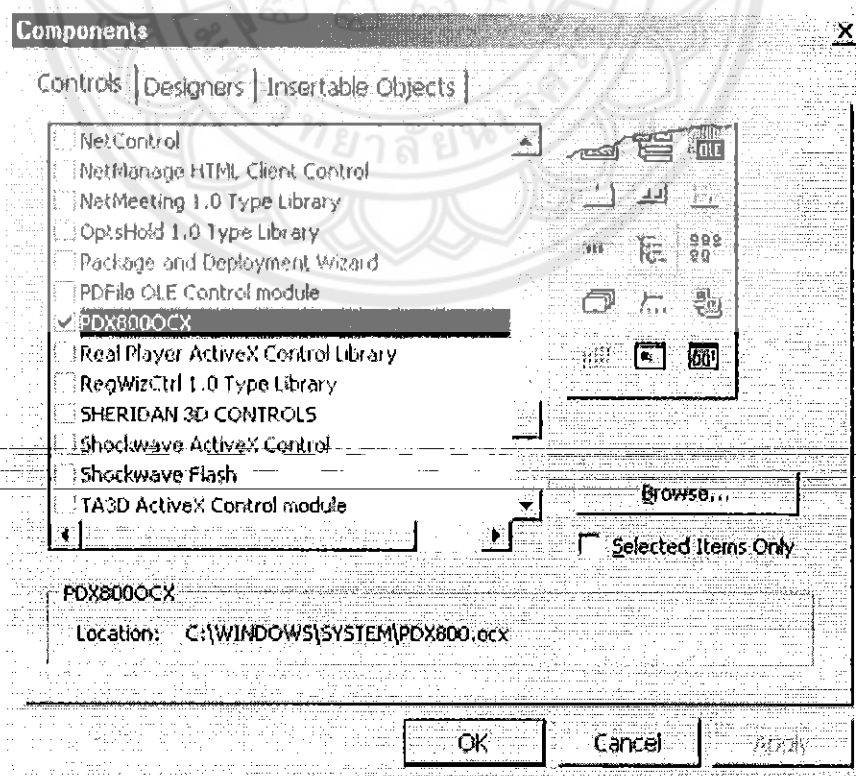 Components
X
Controls Designers Insertable Objects
NetControl
NetManage HTML Client Control
NetMeeting 1.0 Type Library
OptsHold 1.0 Type Library
Package and Deployment Wizard
PDFile OLE Control module
PDX800OCX
Real Player ActiveX Control Library
RegWizCtrl 1.0 Type Library
SHERIDAN 3D CONTROLS
Shockwave ActiveX Control
Shockwave Flash
TA3D ActiveX Control module
Browse...
Selected Items Only
PDX800OCX
Location: C:\WINDOWS\SYSTEM\PDX800.ocx
OK Cancel Apply